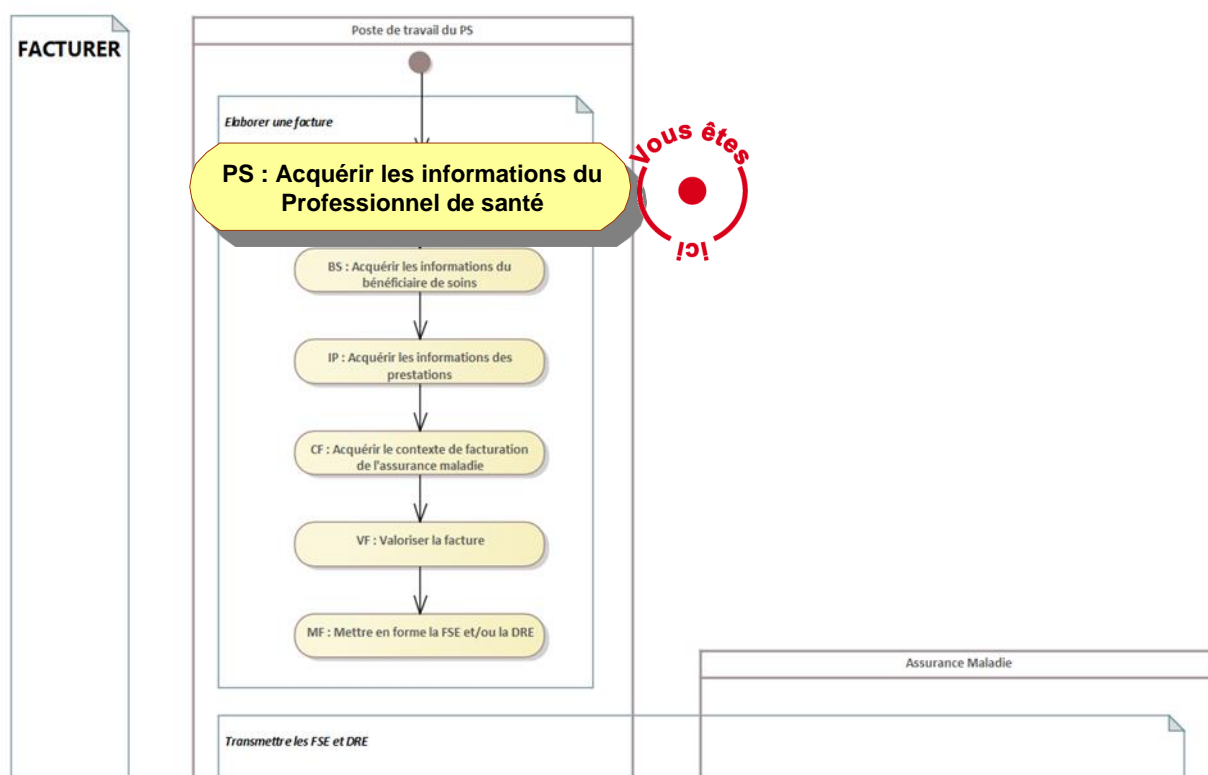 FACTURER
Poste de travail du PS
Elaborer une facture
PS : Acquérir les informations du
Professionnel de santé
Vous êtes
ici
BS : Acquérir les informations du
bénéficiaire de soins
IP : Acquérir les informations des
prestations
CF : Acquérir le contexte de facturation
de l'assurance maladie
VF : Valoriser la facture
MF : Mettre en forme la FSE et/ou la DRE
Assurance Maladie
Transmettre les FSE et DRE